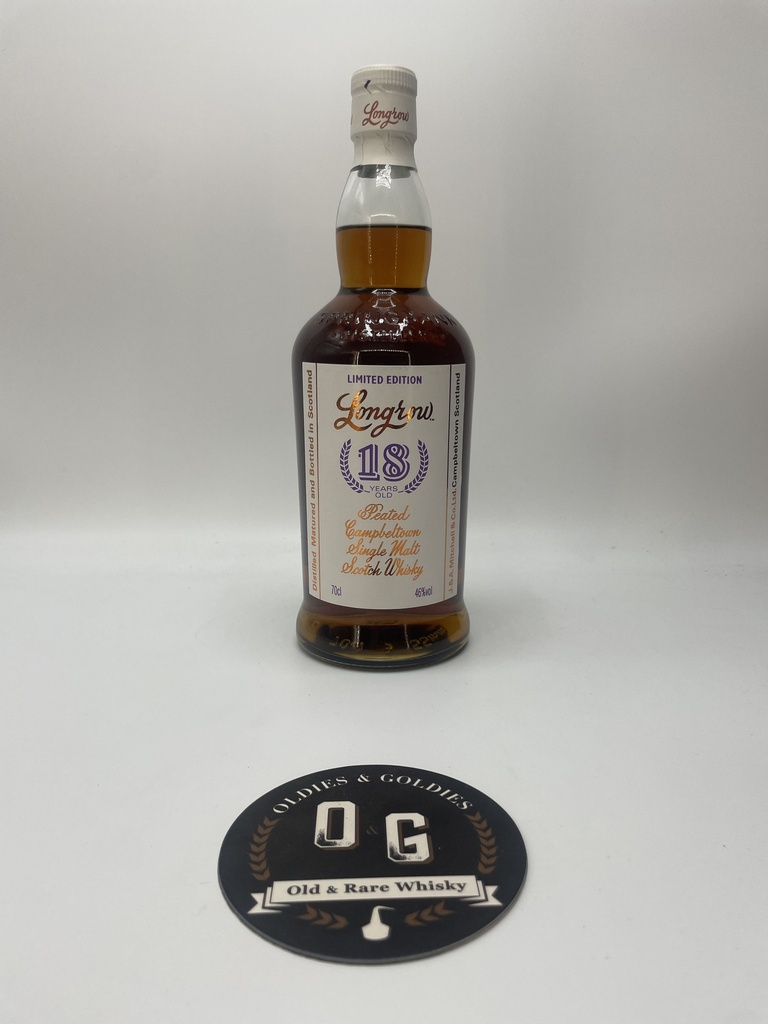 Longrow
LIMITED EDITION
Longrow
18
YEARS
OLD
Peated
Campbeltown
Single Malt
Scotch Whisky
70cl
46%vol
Distilled Matured and Bottled in Scotland
J.&A. Mitchell & Co.Ltd. Campbeltown Scotland
OLDIES & GOLDIES
O & G
Old & Rare Whisky